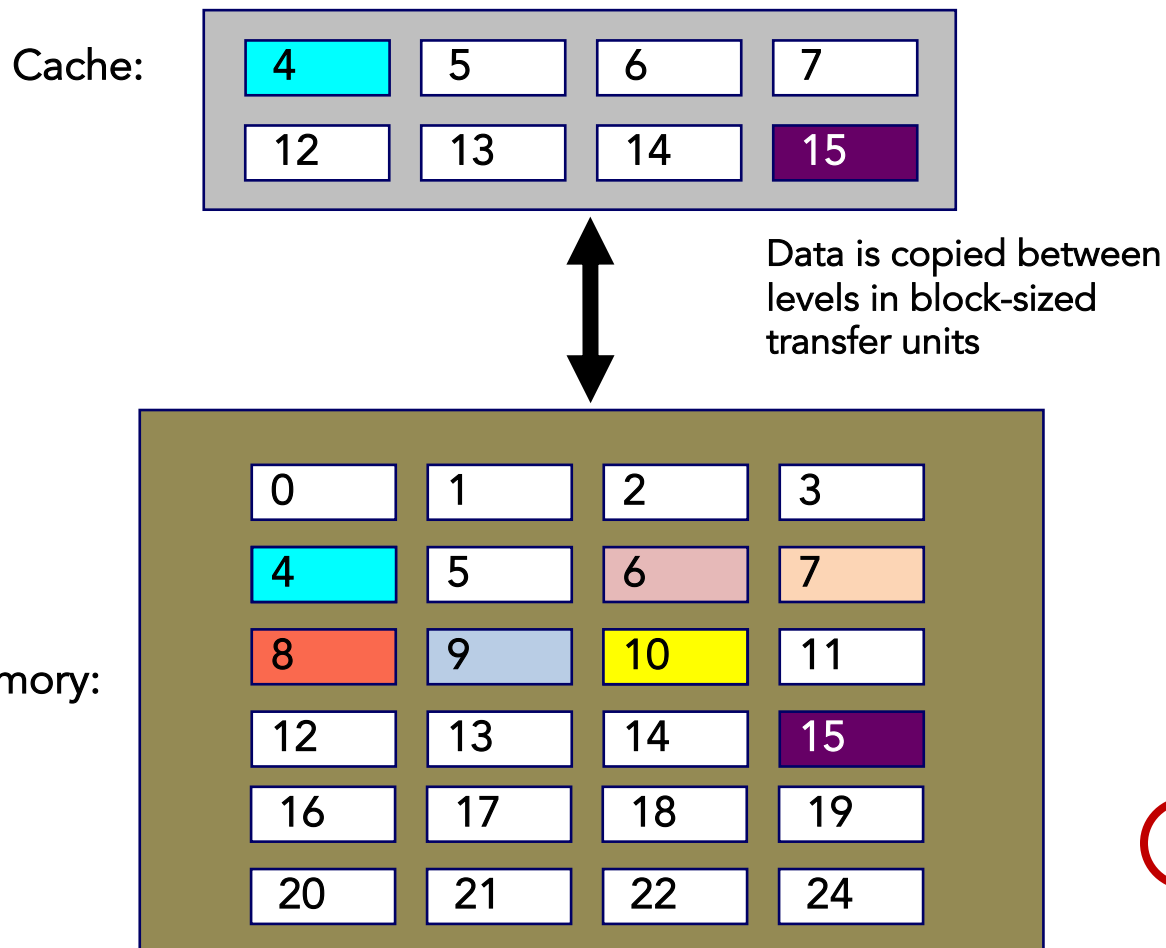 Cache:
4 5 6 7
12 13 14 15
Data is copied between
levels in block-sized
transfer units
0 1 2 3
4 5 6 7
8 9 10 11
mory:
12 13 14 15
16 17 18 19
20 21 22 24